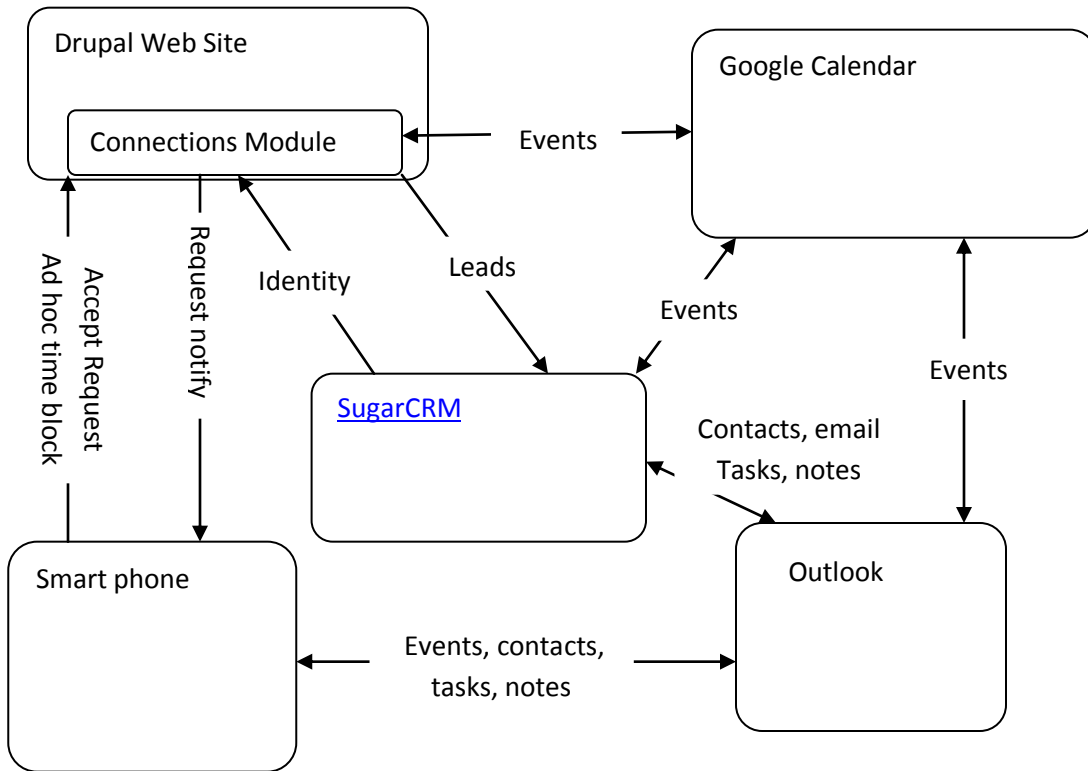 Drupal Web Site
Google Calendar
Connections Module
Events
Accept Request
Ad hoc time block
Request notify
Identity
Leads
Events
Events
SugarCRM
Contacts, email
Tasks, notes
Smart phone
Outlook
Events, contacts,
tasks, notes